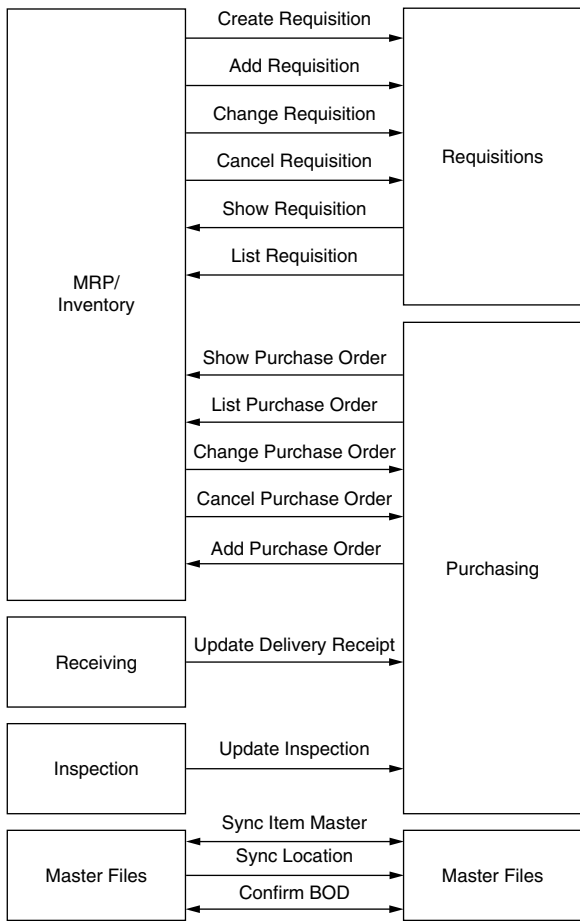 Create Requisition
Add Requisition
Change Requisition
Cancel Requisition
Show Requisition
List Requisition
MRP/
Inventory
Requisitions
Show Purchase Order
List Purchase Order
Change Purchase Order
Cancel Purchase Order
Add Purchase Order
Purchasing
Receiving
Update Delivery Receipt
Inspection
Update Inspection
Master Files
Sync Item Master
Sync Location
Confirm BOD
Master Files